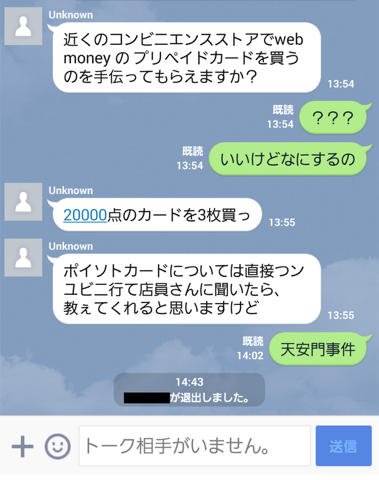 Unknown
近くのコンビニエンスストアでweb
money の プリペイドカードを買う
のを手伝ってもらえますか？
13:54
既読
13:54
？？？
既読
13:54
いいけどなにするの
Unknown
20000点のカードを3枚買っ
13:55
Unknown
ポイソトカードについては直接つン
ユビ二行て店員さんに聞いたら、
教ぇてくれると思いますけど
13:55
既読
14:02
天安門事件
14:43
が退出しました。
トーク相手がいません。
送信